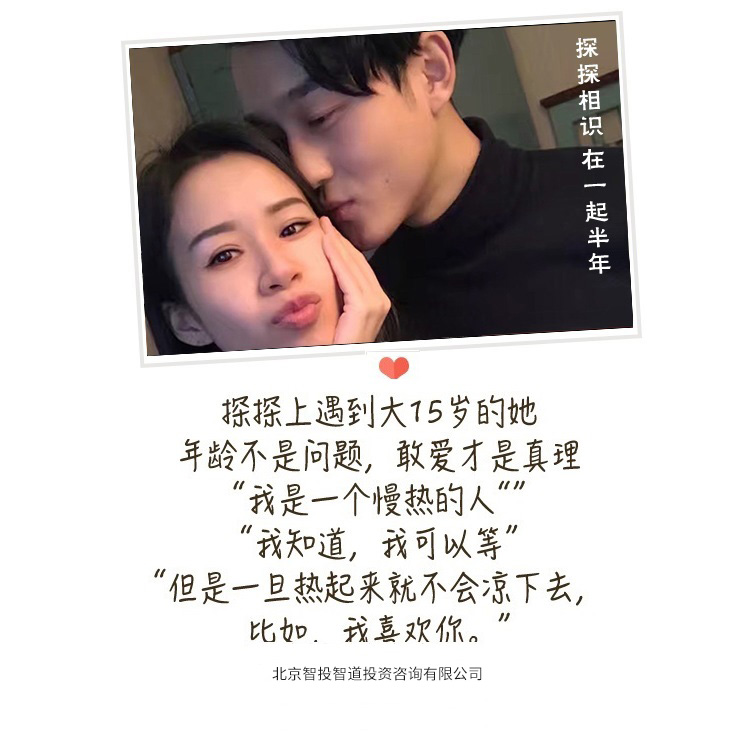 探探相识 在一起半年
探探上遇到大15岁的她
年龄不是问题，敢爱才是真理
“我是一个慢热的人“”
“我知道，我可以等”
“但是一旦热起来就不会凉下去，
比如，我喜欢你。”
北京智投智道投资咨询有限公司